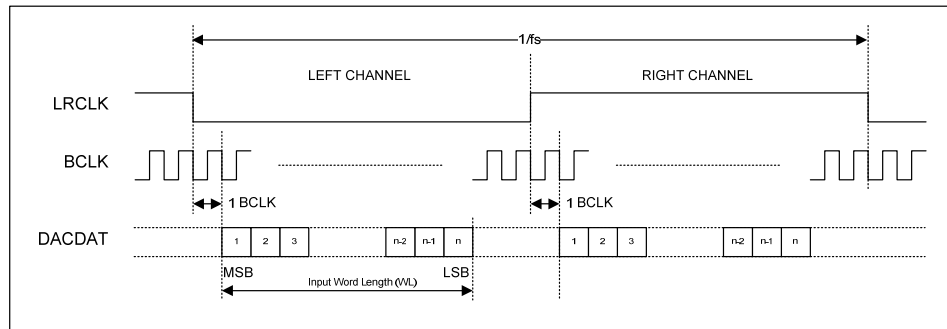 1/fs
LEFT CHANNEL RIGHT CHANNEL
LRCLK
BCLK
1 BCLK 1 BCLK
DACDAT
1 2 3 n-2 n-1 n 1 2 3 n-2 n-1 n
MSB LSB
Input Word Length (WL)